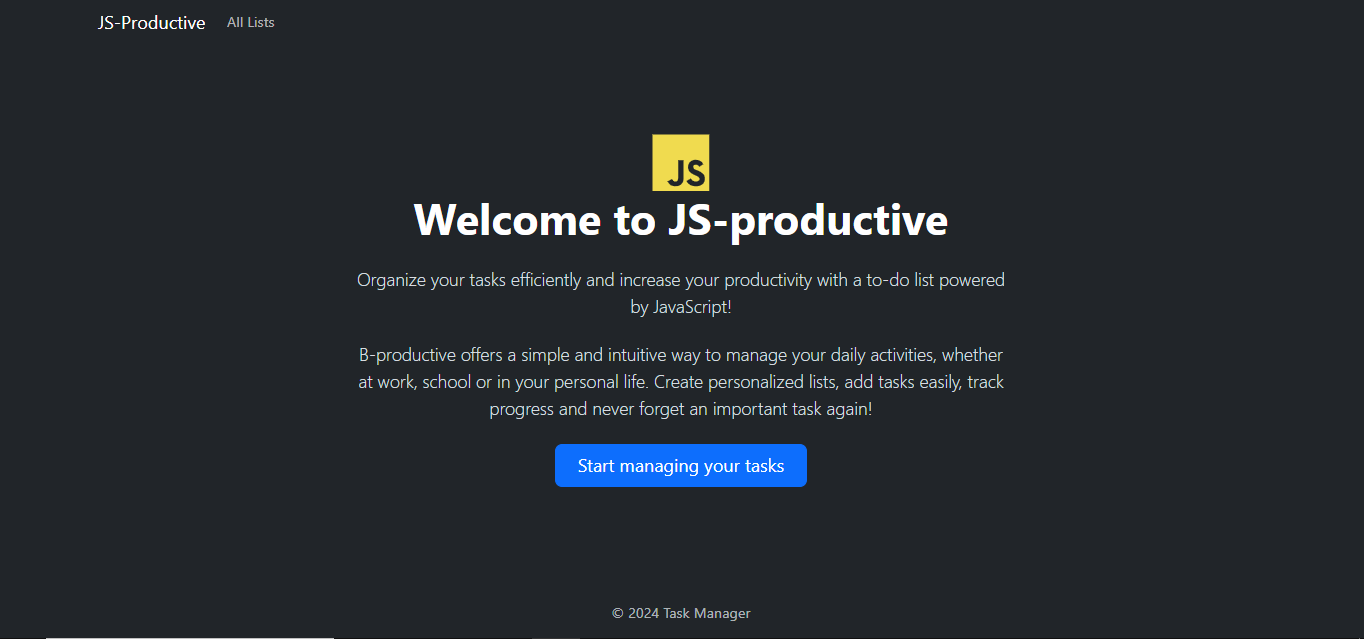 JS-Productive All Lists
JS
Welcome to JS-productive
Organize your tasks efficiently and increase your productivity with a to-do list powered
by JavaScript!
B-productive offers a simple and intuitive way to manage your daily activities, whether
at work, school or in your personal life. Create personalized lists, add tasks easily, track
progress and never forget an important task again!
Start managing your tasks
© 2024 Task Manager